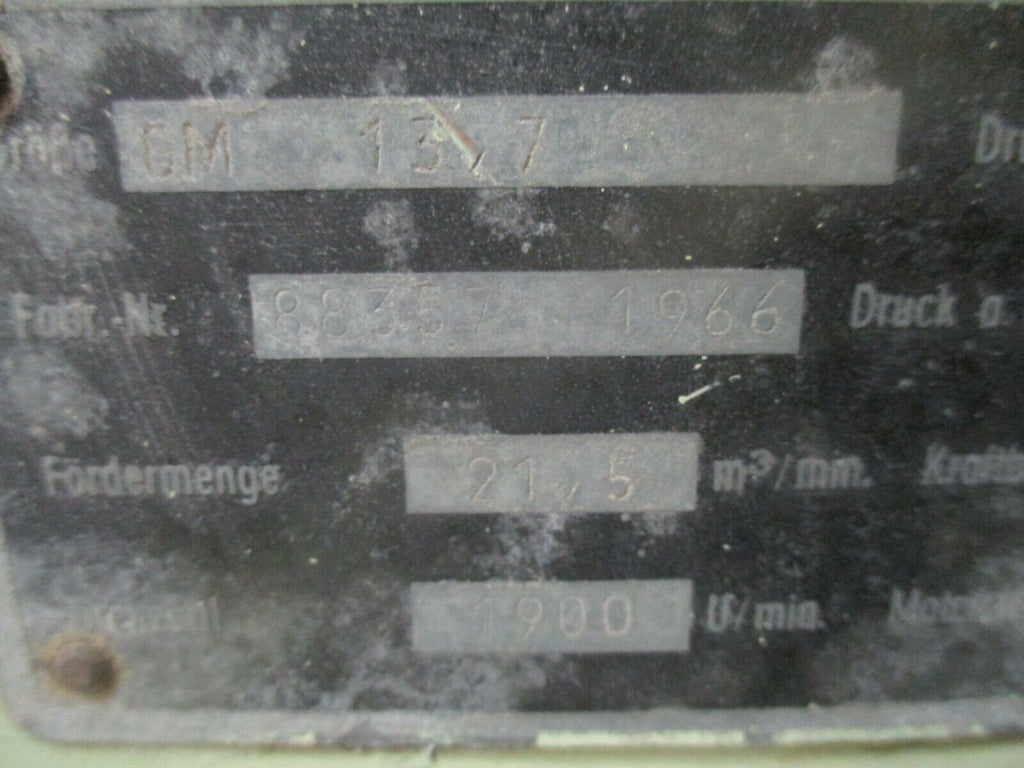 GM 13,7
Fabr.-Nr. 88357 1966 Druck a.
Fördermenge 21,5 m³/min.
1900 U/min.